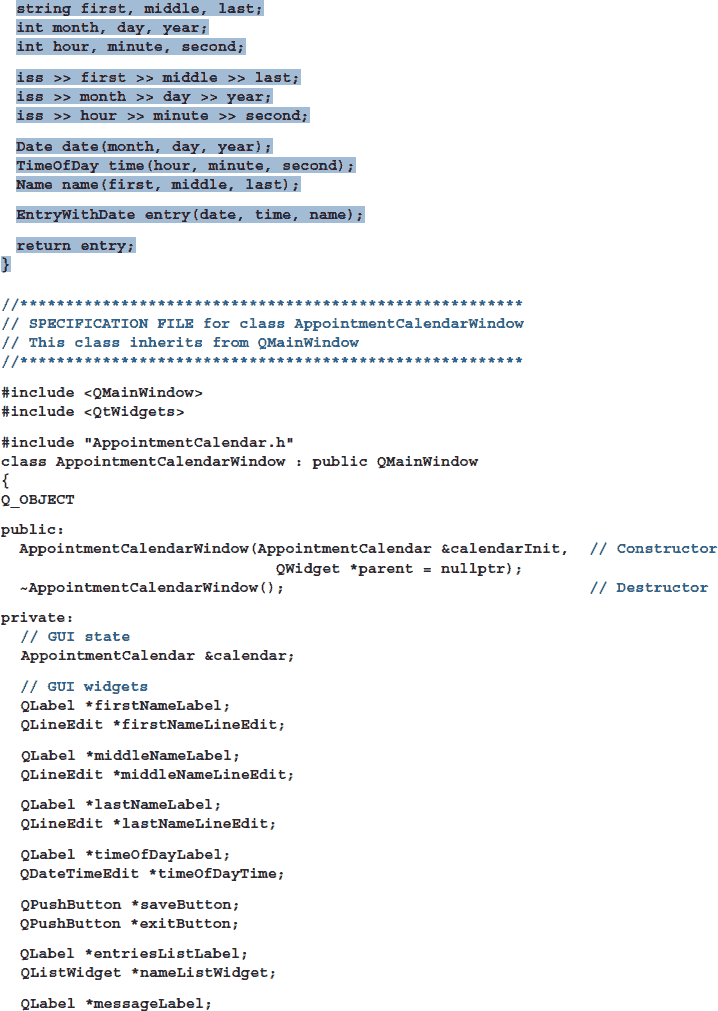 string first, middle, last;
int month, day, year;
int hour, minute, second;
iss >> first >> middle >> last;
iss >> month >> day >> year;
iss >> hour >> minute >> second;
Date date(month, day, year);
TimeOfDay time(hour, minute, second);
Name name(first, middle, last);
EntryWithDate entry(date, time, name);
return entry;
}
//*******************************************************
// SPECIFICATION FILE for class AppointmentCalendarWindow
// This class inherits from QMainWindow
//*******************************************************
#include <QMainWindow>
#include <QtWidgets>
#include "AppointmentCalendar.h"
class AppointmentCalendarWindow : public QMainWindow
{
Q_OBJECT
public:
AppointmentCalendarWindow(AppointmentCalendar &calendarInit, // Constructor
QWidget *parent = nullptr);
~AppointmentCalendarWindow(); // Destructor
private:
// GUI state
AppointmentCalendar &calendar;
// GUI widgets
QLabel *firstNameLabel;
QLineEdit *firstNameLineEdit;
QLabel *middleNameLabel;
QLineEdit *middleNameLineEdit;
QLabel *lastNameLabel;
QLineEdit *lastNameLineEdit;
QLabel *timeOfDayLabel;
QDateTimeEdit *timeOfDayTime;
QPushButton *saveButton;
QPushButton *exitButton;
QLabel *entriesListLabel;
QListWidget *nameListWidget;
QLabel *messageLabel;